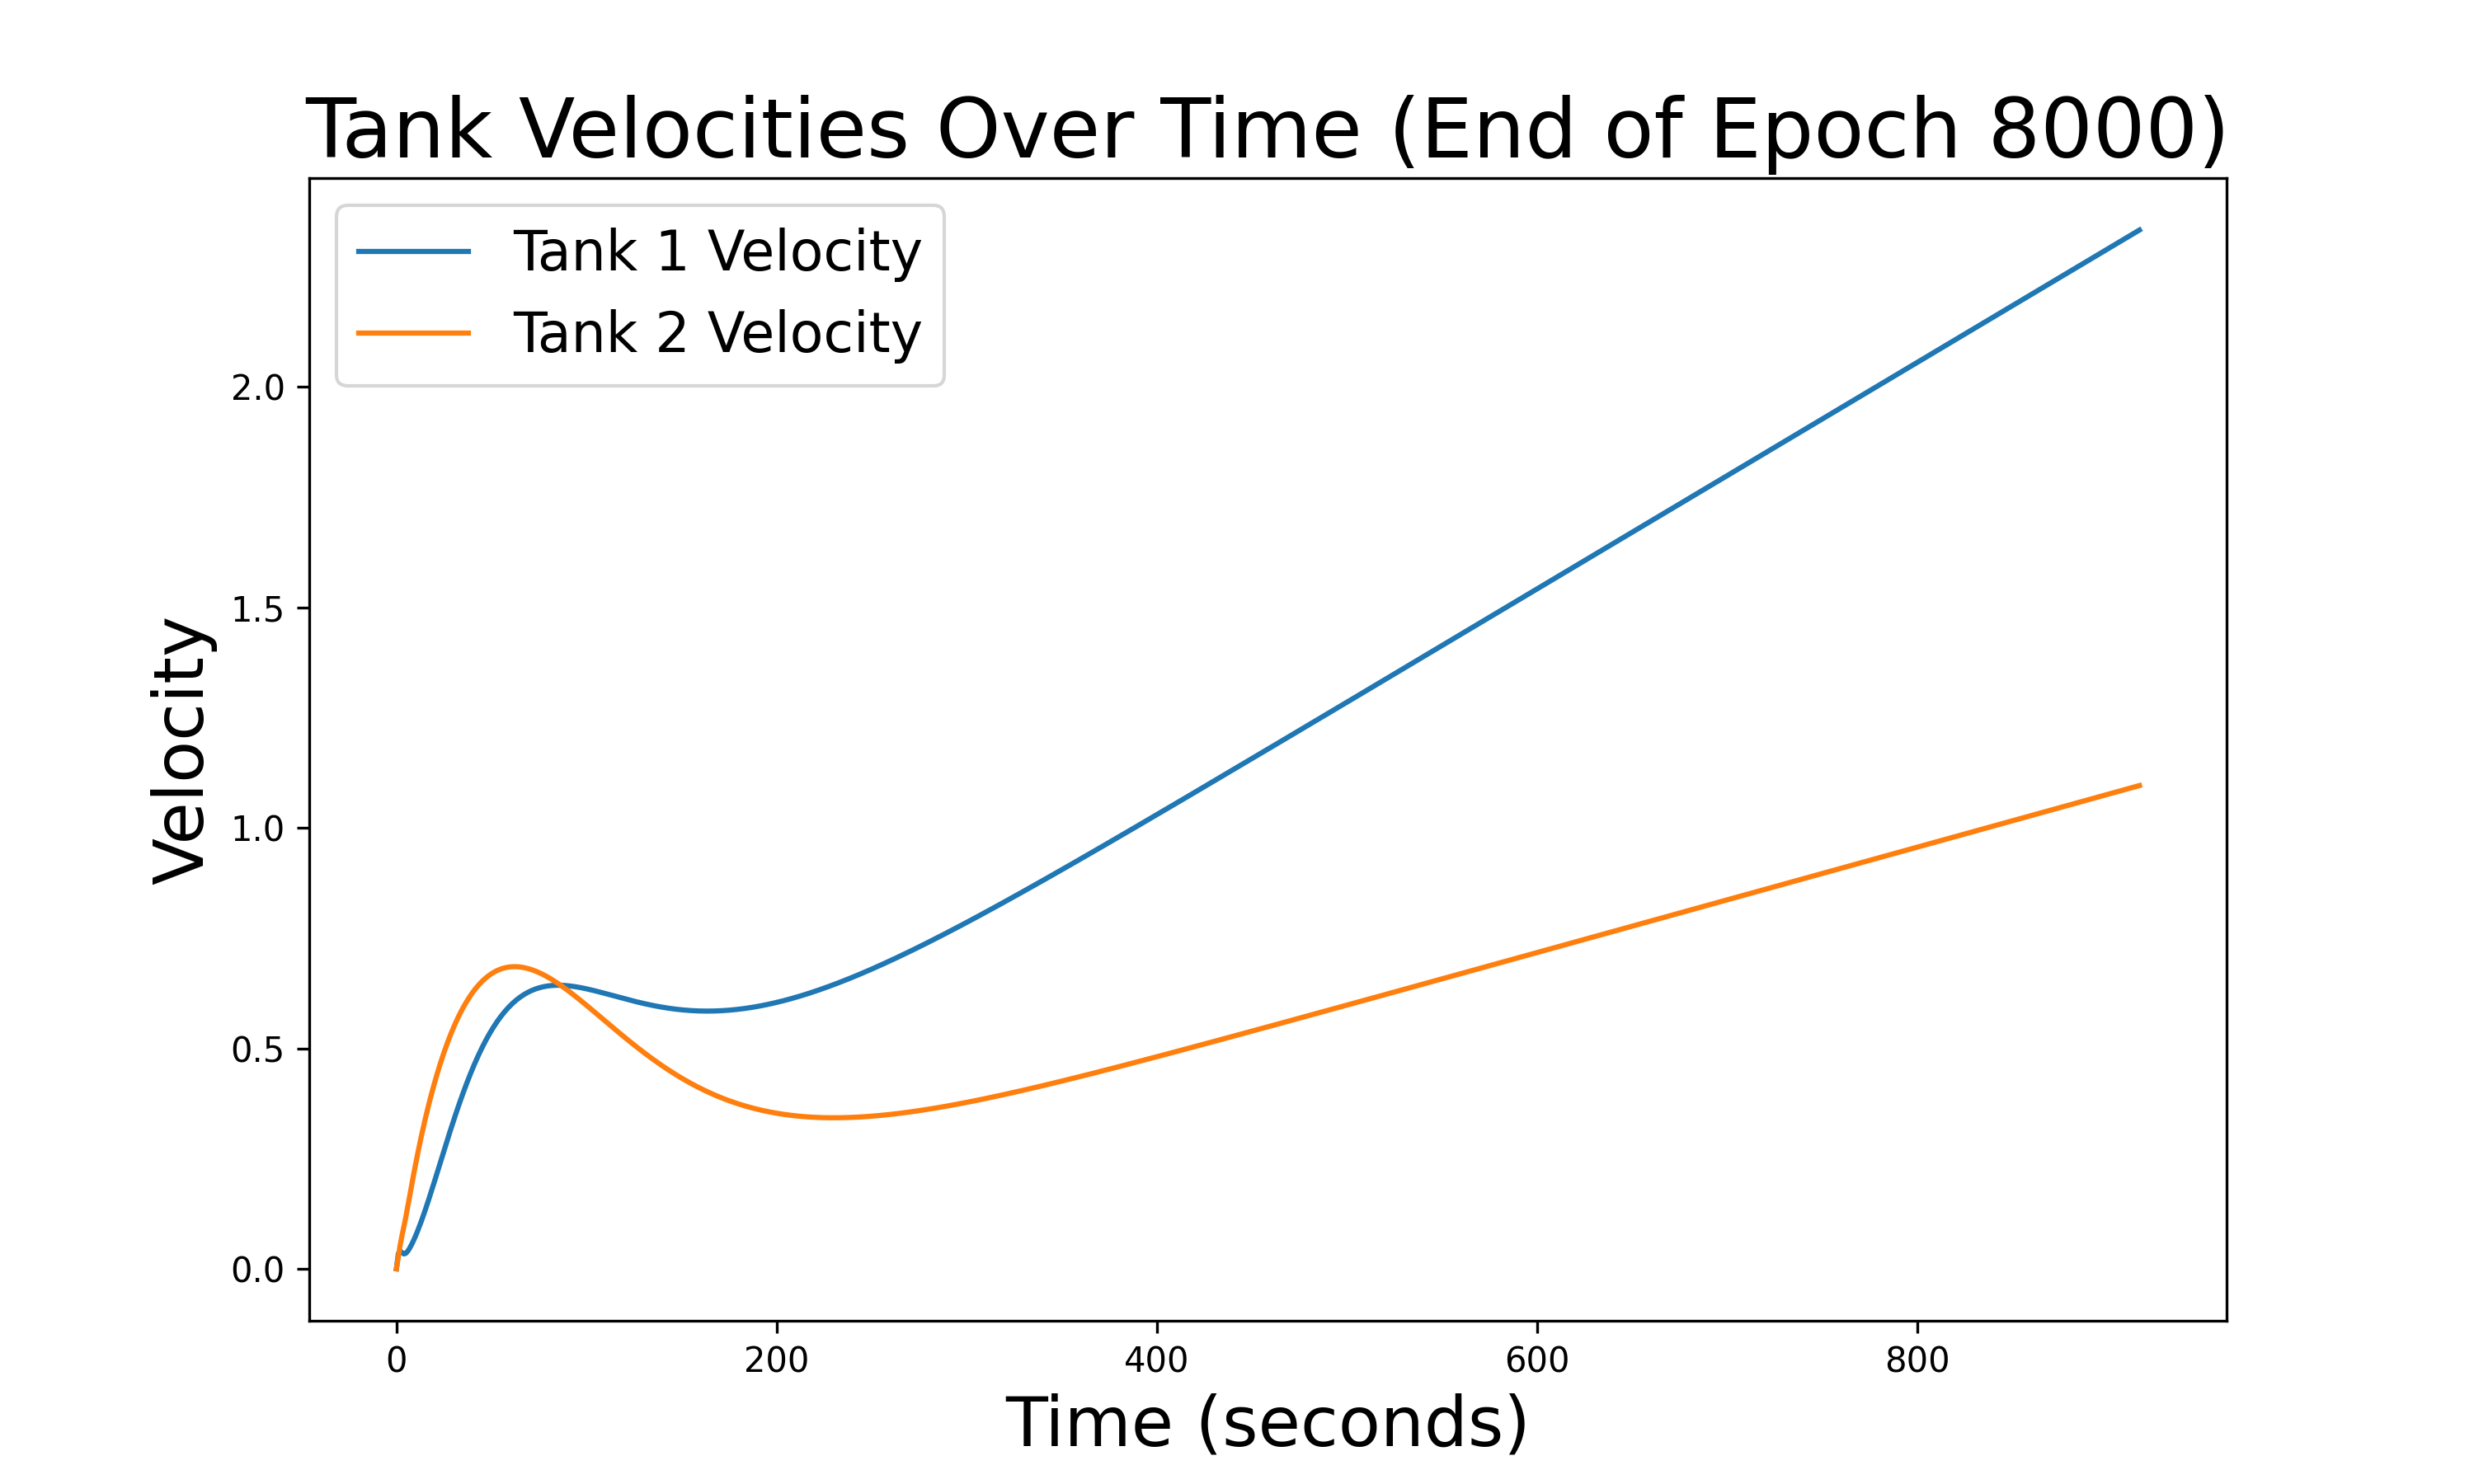 Tank Velocities Over Time (End of Epoch 8000)
Tank 1 Velocity
Tank 2 Velocity
Velocity
2.0
1.5
1.0
0.5
0.0
0 200 400 600 800
Time (seconds)